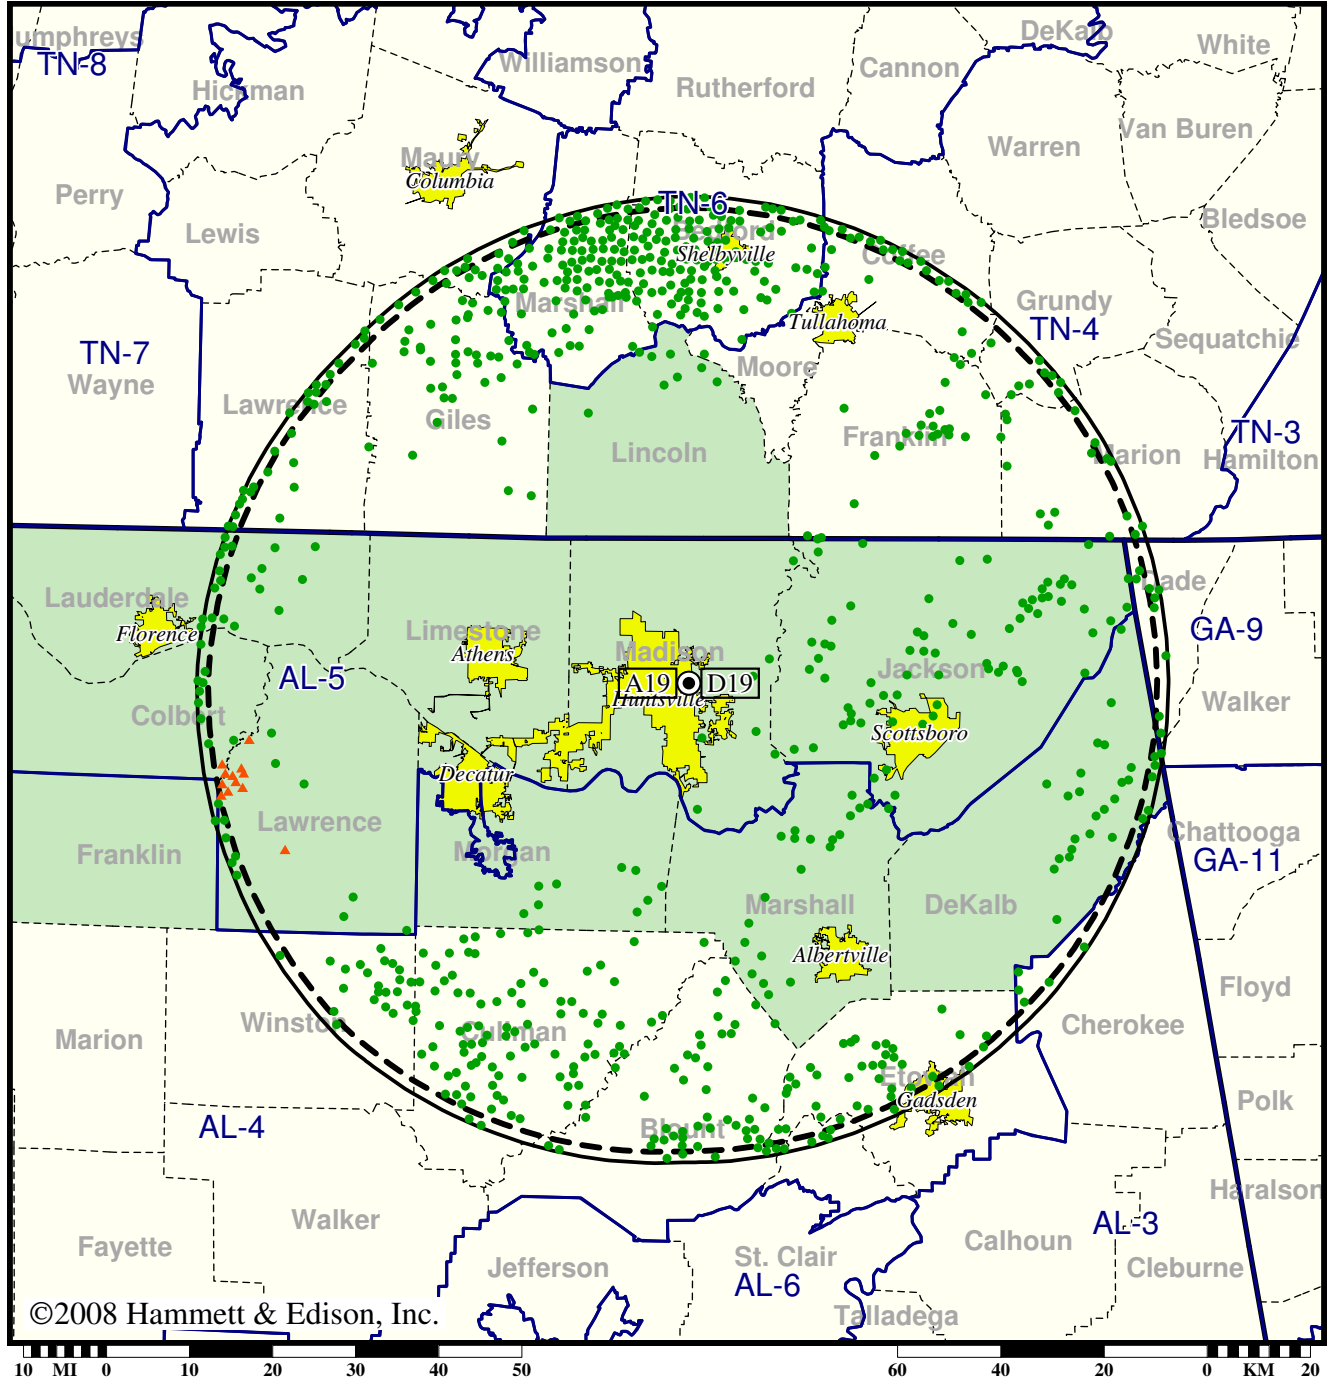 umphreys
TN-8
Hickman
Williamson
Rutherford
Cannon
DeKalb
White
Maury
Columbia
Warren
Van Buren
Perry
Lewis
TN-6
Bedford
Shelbyville
Coffee
Bledsoe
Marshall
Tullahoma
Grundy
TN-4
Sequatchie
TN-7
Wayne
Lawrence
Giles
Moore
Lincoln
Franklin
Marion
TN-3
Hamilton
Lauderdale
Florence
Limestone
Athens
Madison
Dade
GA-9
AL-5
A19
D19
Huntsville
Jackson
Walker
Colbert
Scottsboro
Decatur
Lawrence
Franklin
Morgan
Chattooga
GA-11
Marshall
DeKalb
Albertville
Floyd
Marion
Winston
Cullman
Cherokee
Etowah
Gadsden
Polk
AL-4
Blount
Haralson
Walker
AL-3
Fayette
Jefferson
St. Clair
AL-6
Calhoun
Cleburne
Talladega
©2008 Hammett & Edison, Inc.
10 MI 0 10 20 30 40 50 60 40 20 0 KM 20